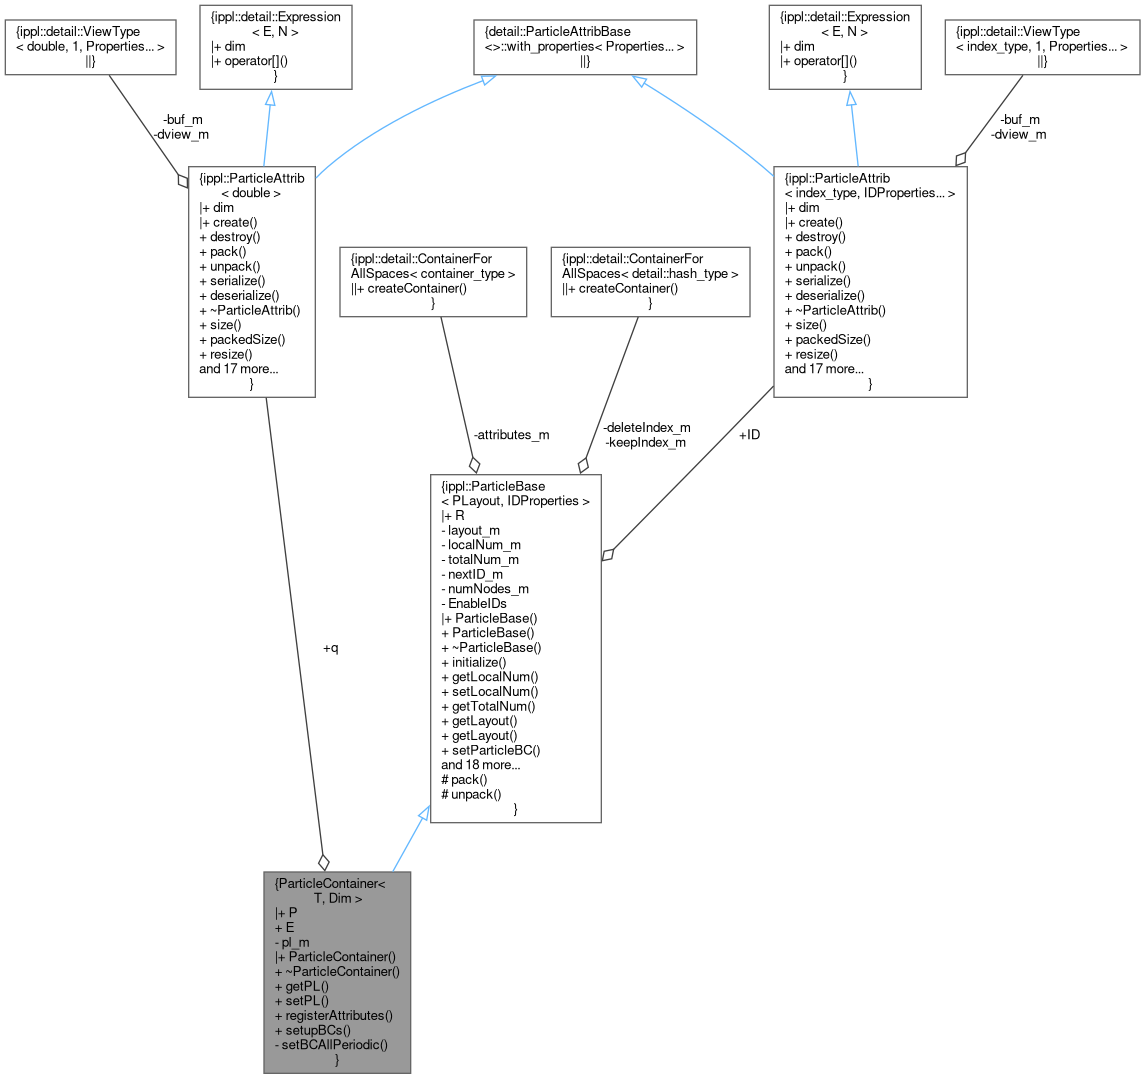 {ippl::detail::ViewType
< double, 1, Properties... >
||}
{ippl::detail::Expression
< E, N >
|+ dim
|+ operator[]()
}
{detail::ParticleAttribBase
<>::with_properties< Properties... >
||}
{ippl::detail::Expression
< E, N >
|+ dim
|+ operator[]()
}
{ippl::detail::ViewType
< index_type, 1, Properties... >
||}
-buf_m
-dview_m
-buf_m
-dview_m
{ippl::ParticleAttrib
< double >
|+ dim
|+ create()
+ destroy()
+ pack()
+ unpack()
+ serialize()
+ deserialize()
+ ~ParticleAttrib()
+ size()
+ packedSize()
+ resize()
and 17 more...
}
{ippl::ParticleAttrib
< index_type, IDProperties... >
|+ dim
|+ create()
+ destroy()
+ pack()
+ unpack()
+ serialize()
+ deserialize()
+ ~ParticleAttrib()
+ size()
+ packedSize()
+ resize()
and 17 more...
}
{ippl::detail::ContainerFor
AllSpaces< container_type >
||+ createContainer()
}
{ippl::detail::ContainerFor
AllSpaces< detail::hash_type >
||+ createContainer()
}
-attributes_m
-deleteIndex_m
-keepIndex_m
+ID
{ippl::ParticleBase
< PLayout, IDProperties >
|+ R
- layout_m
- localNum_m
- totalNum_m
- nextID_m
- numNodes_m
- EnableIDs
|+ ParticleBase()
+ ParticleBase()
+ ~ParticleBase()
+ initialize()
+ getLocalNum()
+ setLocalNum()
+ getTotalNum()
+ getLayout()
+ getLayout()
+ setParticleBC()
and 18 more...
# pack()
# unpack()
}
+q
{ParticleContainer<
T, Dim >
|+ P
+ E
- pl_m
|+ ParticleContainer()
+ ~ParticleContainer()
+ getPL()
+ setPL()
+ registerAttributes()
+ setupBCs()
- setBCAllPeriodic()
}